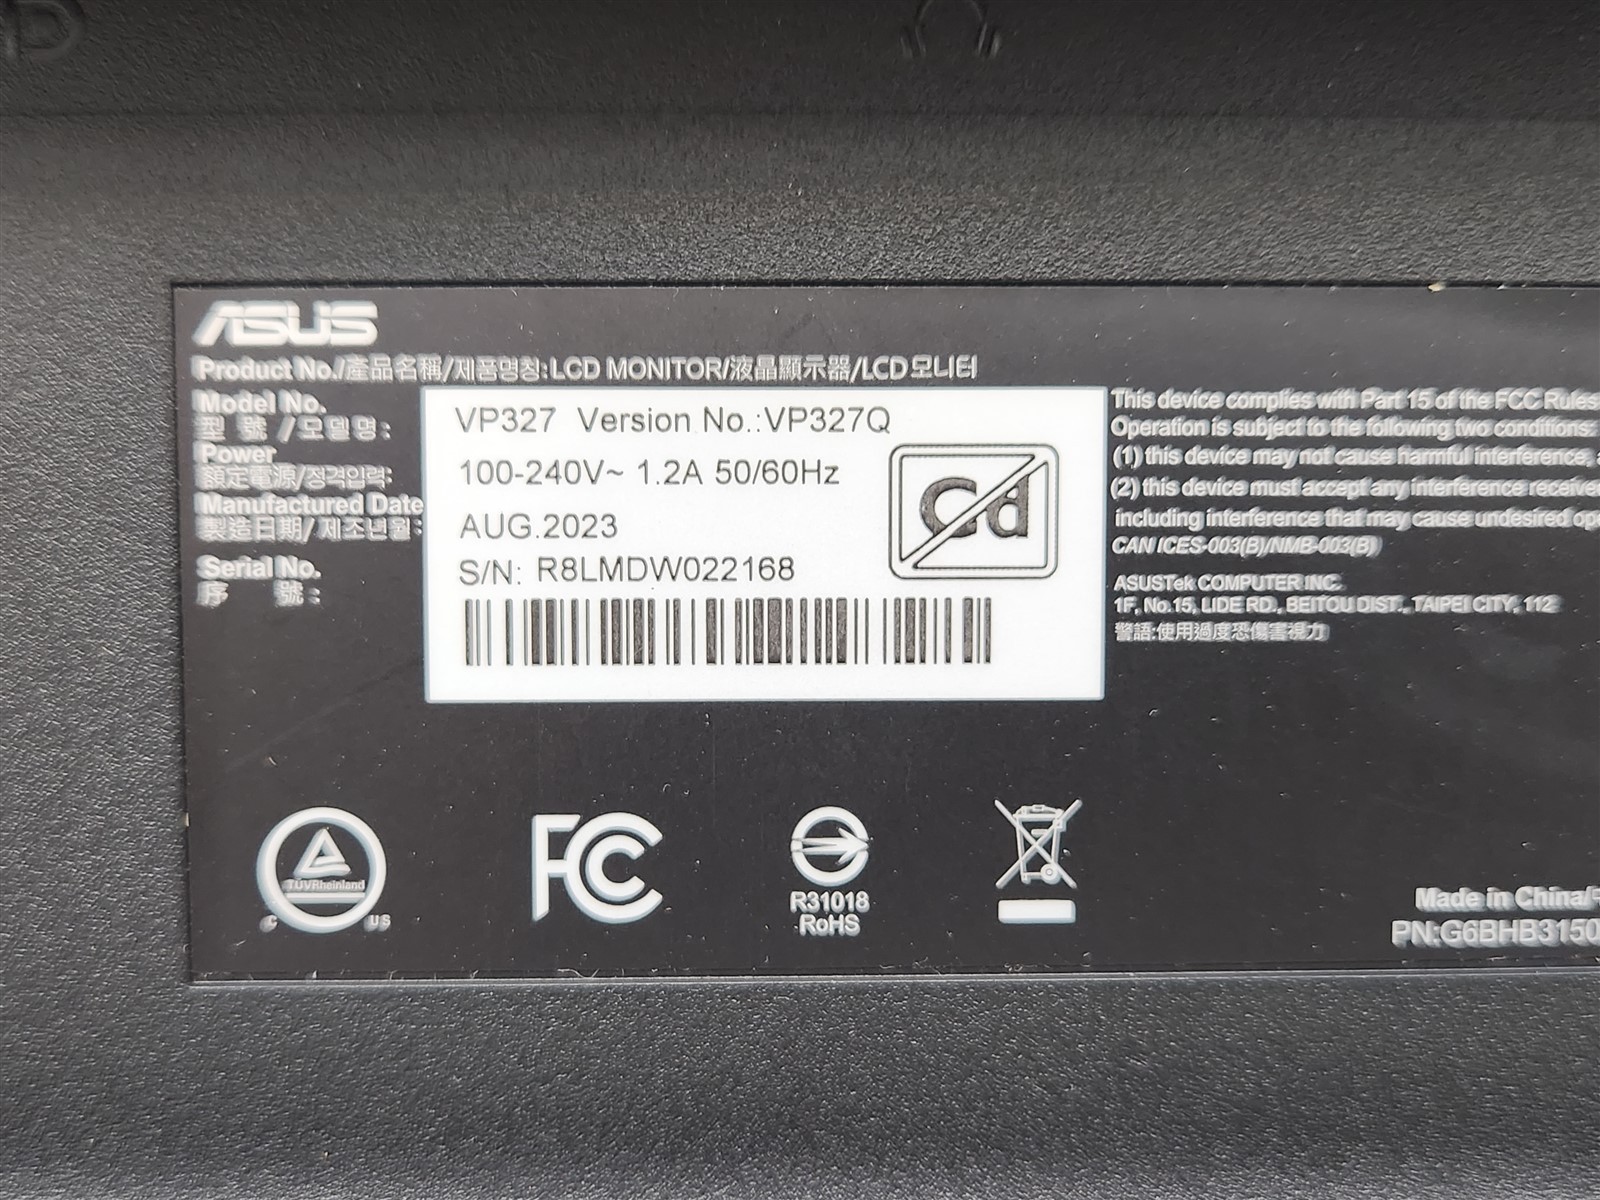 ASUS
Product No./產品名稱/제품명칭:LCD MONITOR/液晶顯示器/LCD모니터
Model No.
型 號 /모델명:
VP327 Version No.:VP327Q
Power
額定電源/정격입력:
100-240V~ 1.2A 50/60Hz
Manufactured Date
製造日期/ 제조년월:
AUG.2023
Serial No.
序 號:
S/N: R8LMDW022168
Cd
This device complies with Part 15 of the FCC Rules
Operation is subject to the following two conditions:
(1) this device may not cause harmful interference,
(2) this device must accept any interference
including interference that may cause undesired
CAN ICES-003(B)/NMB-003(B)
ASUSTek COMPUTER INC.
1F, No.15, LIDE RD., BEITOU DIST., TAIPEI CITY, 112
警語:使用過度恐傷害視力
TÜVRheinland
C US
FC
R31018
RoHS
Made in China/
PN:G6BHB3150